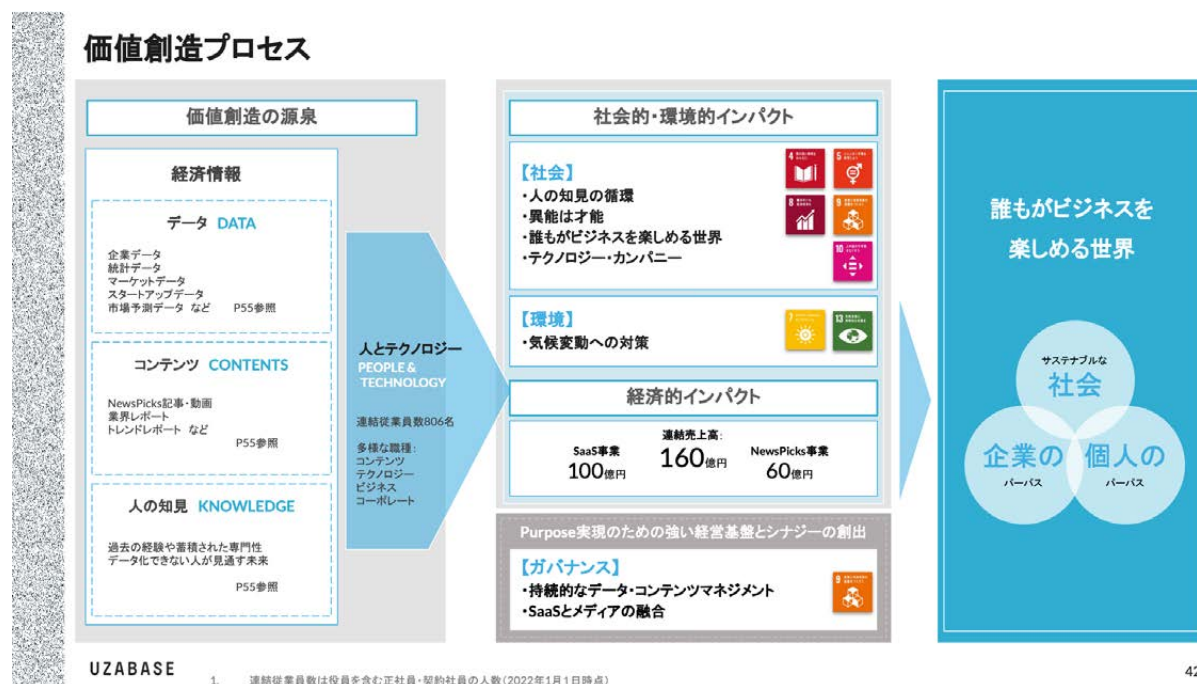 価値創造プロセス
価値創造の源泉
経済情報
データ DATA
企業データ
統計データ
マーケットデータ
スタートアップデータ
市場予測データ など P55参照
コンテンツ CONTENTS
NewsPicks記事・動画
業界レポート
トレンドレポート など
P55参照
人の知見 KNOWLEDGE
過去の経験や蓄積された専門性
データ化できない人が見通す未来
P55参照
人とテクノロジー
PEOPLE &
TECHNOLOGY
連結従業員数806名
多様な職種:
コンテンツ
テクノロジー
ビジネス
コーポレート
社会的・環境的インパクト
【社会】
・人の知見の循環
・異能は才能
・誰もがビジネスを楽しめる世界
・テクノロジー・カンパニー
4
5
8
9
10
【環境】
・気候変動への対策
7
13
経済的インパクト
SaaS事業
100億円
連結売上高:
160億円
NewsPicks事業
60億円
Purpose実現のための強い経営基盤とシナジーの創出
【ガバナンス】
・持続的なデータ・コンテンツマネジメント
・SaaSとメディアの融合
9
誰もがビジネスを
楽しめる世界
サステナブルな
社会
企業の
パーパス
個人の
パーパス
UZABASE
1. 連結従業員数は役員を含む正社員・契約社員の人数(2022年1月1日時点)
42